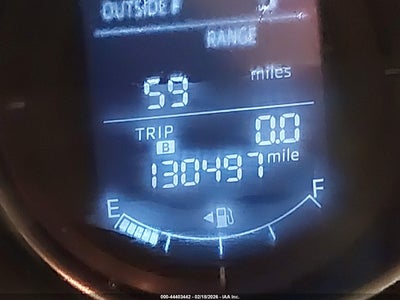 OUTSIDE F
RANGE
59 miles
TRIP B 0.0
130497 mile
E F
000-44403442 - 02/18/2026 - IAA Inc.